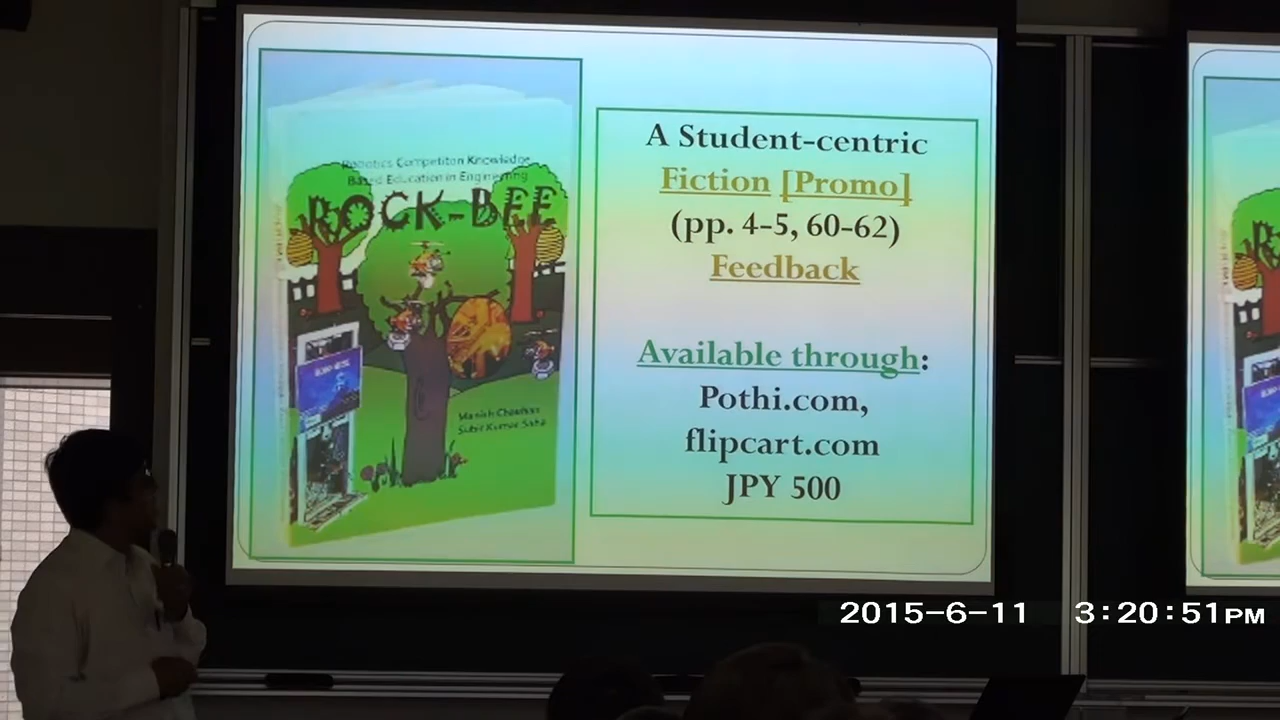 Robotics Competition Knowledge
Based Education in Engineering
ROCK-BEE
Manish Chauhan
Subir Kumar Saha
A Student-centric
Fiction [Promo]
(pp. 4-5, 60-62)
Feedback
Available through:
Pothi.com,
flipcart.com
JPY 500
2015-6-11 3:20:51PM